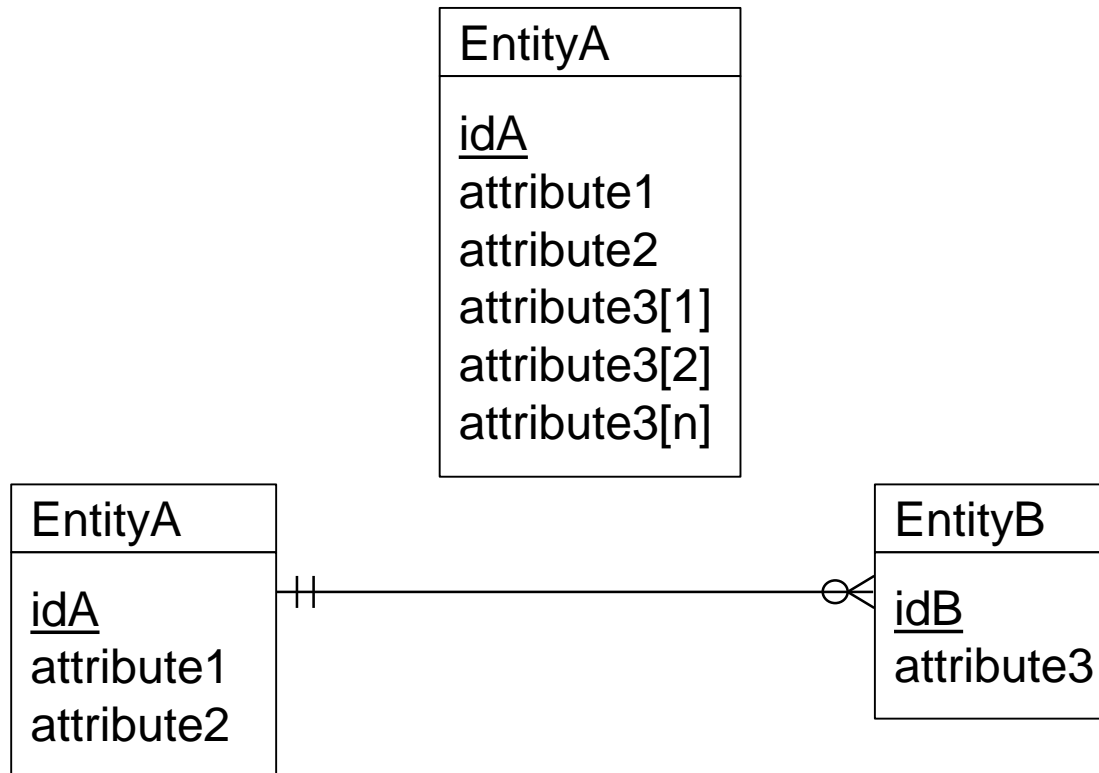 EntityA
idA
attribute1
attribute2
attribute3[1]
attribute3[2]
attribute3[n]
EntityA
idA
attribute1
attribute2
EntityB
idB
attribute3